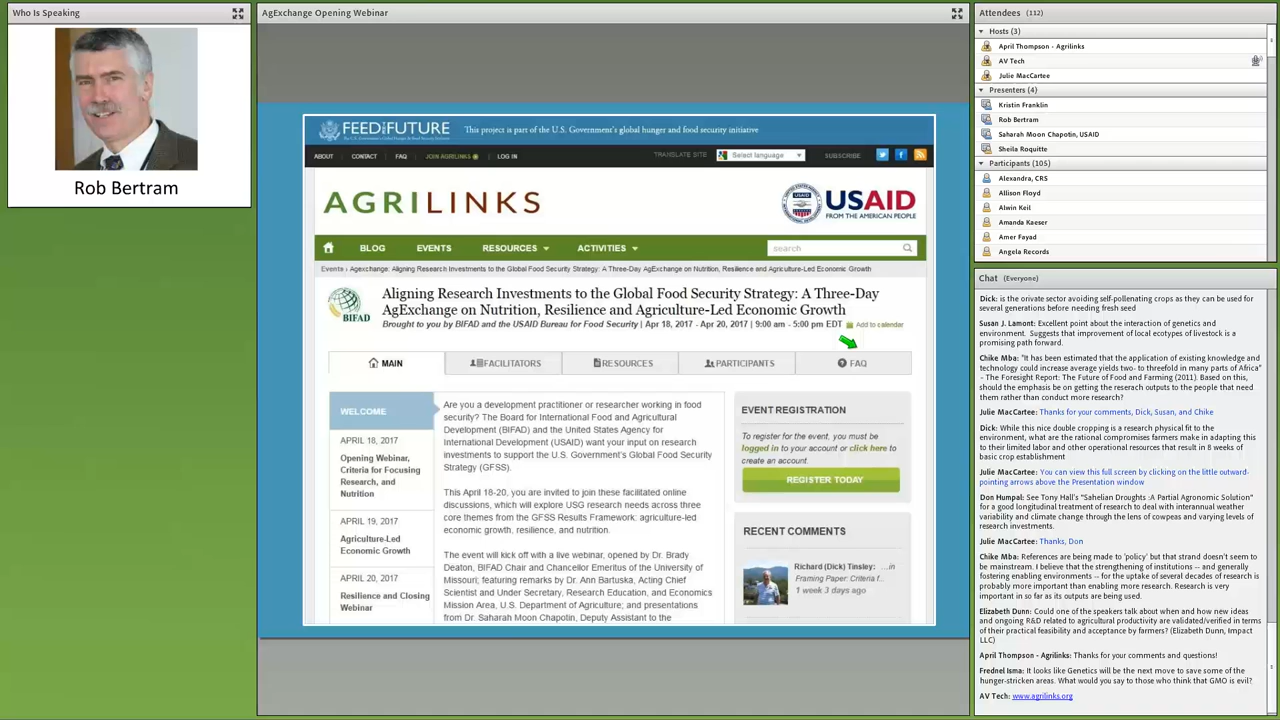 Who Is Speaking
Rob Bertram
AgExchange Opening Webinar
FEED FUTURE
This project is part of the U.S. Government's global hunger and food security initiative
ABOUT
CONTACT
FAQ
JOIN AGRILINKS
LOG IN
TRANSLATE SITE
Select language
SUBSCRIBE
AGRILINKS
USAID
FROM THE AMERICAN PEOPLE
BLOG
EVENTS
RESOURCES
ACTIVITIES
search
Events › Agexchange: Aligning Research Investments to the Global Food Security Strategy: A Three-Day AgExchange on Nutrition, Resilience and Agriculture-Led Economic Growth
BIFAD
Aligning Research Investments to the Global Food Security Strategy: A Three-Day
AgExchange on Nutrition, Resilience and Agriculture-Led Economic Growth
Brought to you by BIFAD and the USAID Bureau for Food Security | Apr 18, 2017 - Apr 20, 2017 | 9:00 am - 5:00 pm EDT
Add to calendar
MAIN
FACILITATORS
RESOURCES
PARTICIPANTS
FAQ
WELCOME
APRIL 18, 2017
Opening Webinar,
Criteria for Focusing
Research, and
Nutrition
APRIL 19, 2017
Agriculture-Led
Economic Growth
APRIL 20, 2017
Resilience and Closing
Webinar
Are you a development practitioner or researcher working in food
security? The Board for International Food and Agricultural
Development (BIFAD) and the United States Agency for
International Development (USAID) want your input on research
investments to support the U.S. Government's Global Food Security
Strategy (GFSS).
This April 18-20, you are invited to join these facilitated online
discussions, which will explore USG research needs across three
core themes from the GFSS Results Framework: agriculture-led
economic growth, resilience, and nutrition.
The event will kick off with a live webinar, opened by Dr. Brady
Deaton, BIFAD Chair and Chancellor Emeritus of the University of
Missouri; featuring remarks by Dr. Ann Bartuska, Acting Chief
Scientist and Under Secretary, Research, Education, and Economics
Mission Area, U.S. Department of Agriculture; and presentations
from Dr. Saharah Moon Chapotin, Deputy Assistant to the
EVENT REGISTRATION
To register for the event, you must be
logged in to your account or click here to
create an account.
REGISTER TODAY
RECENT COMMENTS
Richard (Dick) Tinsley: ...in
Framing Paper: Criteria f...
1 week 3 days ago
Attendees (112)
Hosts (3)
April Thompson - Agrilinks
AV Tech
Julie MacCartee
Presenters (4)
Kristin Franklin
Rob Bertram
Saharah Moon Chapotin, USAID
Sheila Roquitte
Participants (105)
Alexandra, CRS
Allison Floyd
Alwin Keil
Amanda Kaeser
Amer Fayad
Angela Records
Chat (Everyone)
Dick: is the orivate sector avoiding self-pollenating crops as they can be used for
several generations before needing fresh seed
Susan J. Lamont: Excellent point about the interaction of genetics and
environment. Suggests that improvement of local ecotypes of livestock is a
promising path forward.
Chike Mba: "It has been estimated that the application of existing knowledge and
technology could increase average yields two- to threefold in many parts of Africa"
- The Foresight Report: The Future of Food and Farming (2011). Based on this,
should the emphasis be on getting the reearch outputs to the people that need
them rather than conduct more research?
Julie MacCartee: Thanks for your comments, Dick, Susan, and Chike
Dick: While this nice double cropping is a research physical fit to the
environment, what are the rational compromises farmers make in adapting this
to their limited labor and other operational resources that result in 8 weeks of
basic crop establishment
Julie MacCartee: You can view this full screen by clicking on the little outward-
pointing arrows above the Presentation window
Don Humpal: See Tony Hall's "Sahelian Droughts :A Partial Agronomic Solution"
for a good longitudinal treatment of research to deal with interannual weather
variability and climate change through the lens of cowpeas and varying levels of
research investments.
Julie MacCartee: Thanks, Don
Chike Mba: References are being made to 'policy' but that strand doesn't seem to
be mainstream. I believe that the strengthening of institutions -- and generally
fostering enabling environments -- for the uptake of several decades of research is
probably more important than enabling more research. Research is very
important in so far as its outputs are being used.
Elizabeth Dunn: Could one of the speakers talk about when and how new ideas
and ongoing R&D related to agricultural productivity are validated/verified in terms
of their practical feasibility and acceptance by farmers? (Elizabeth Dunn, Impact
LLC)
April Thompson - Agrilinks: Thanks for your comments and questions!
Frednel Isma: It looks like Genetics will be the next move to save some of the
hunger-stricken areas. What would you say to those who think that GMO is evil?
AV Tech: www.agrilinks.org